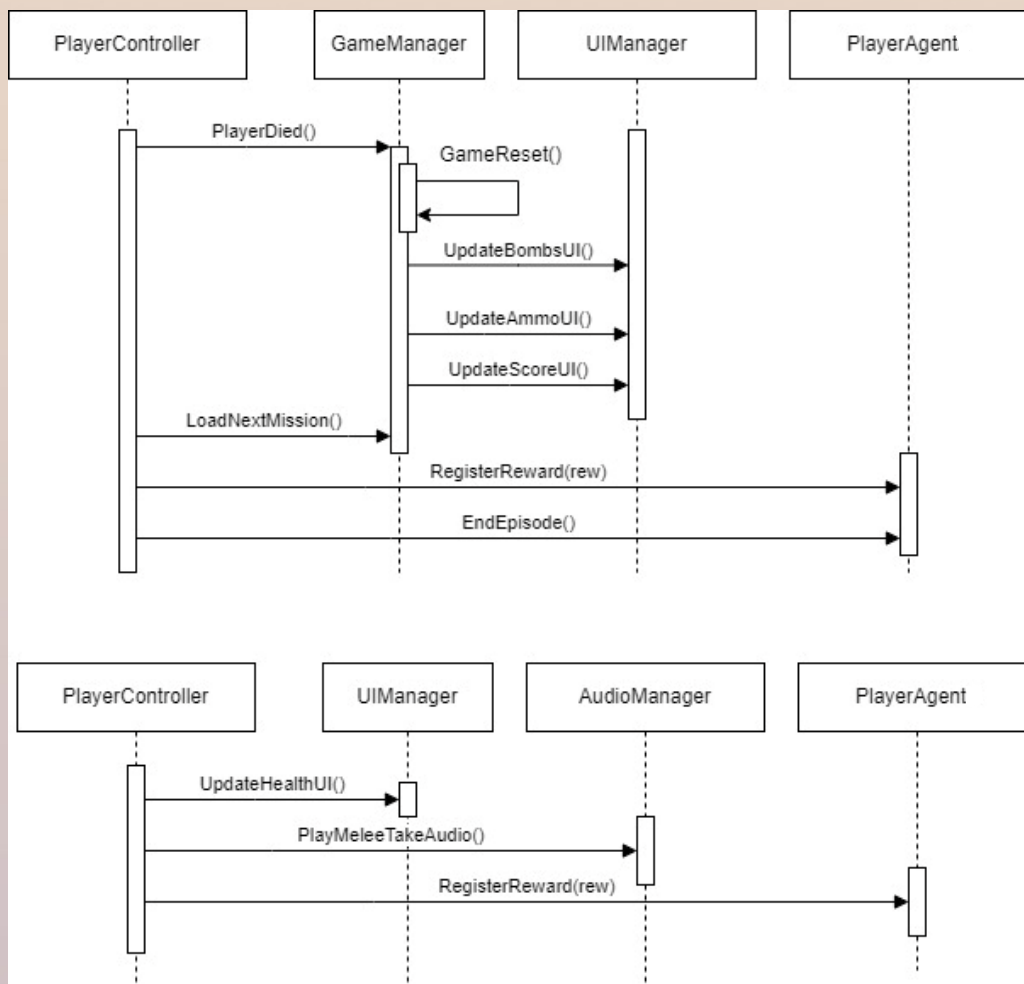 PlayerController
GameManager
UIManager
PlayerAgent
PlayerDied()
GameReset()
UpdateBombsUI()
UpdateAmmoUI()
UpdateScoreUI()
LoadNextMission()
RegisterReward(rew)
EndEpisode()
PlayerController
UIManager
AudioManager
PlayerAgent
UpdateHealthUI()
PlayMeleeTakeAudio()
RegisterReward(rew)